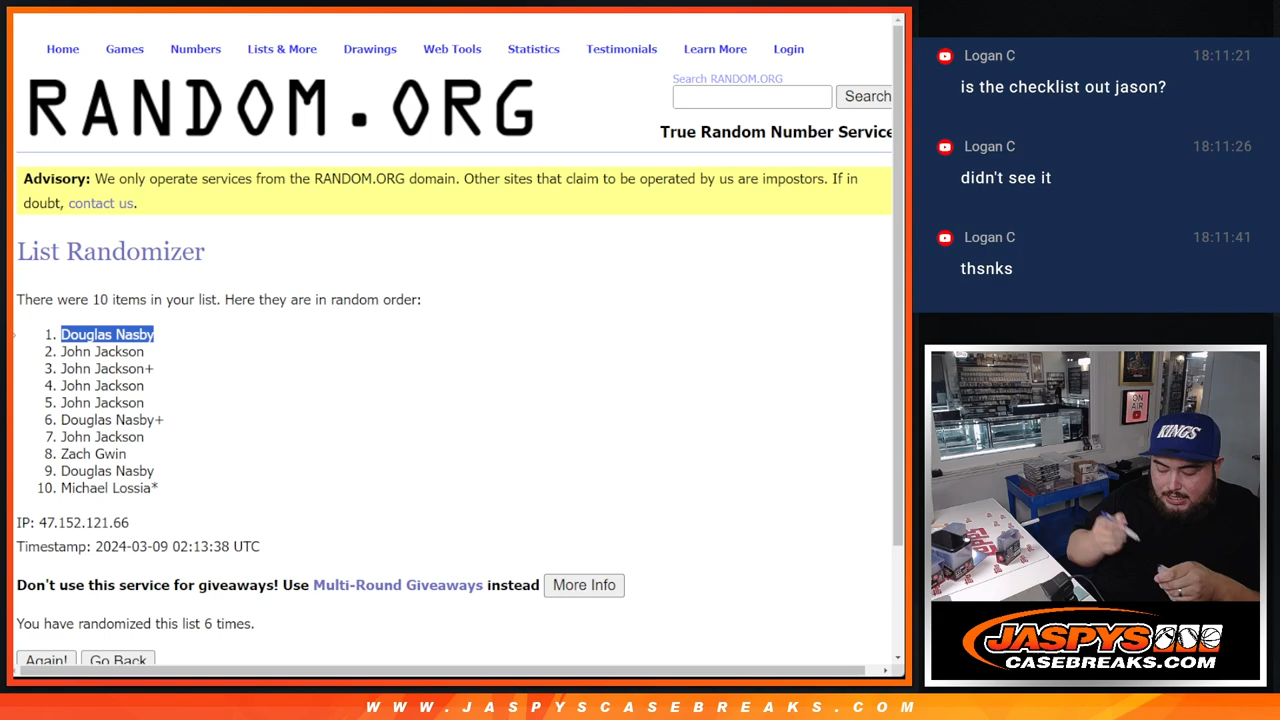 Home Games Numbers Lists & More Drawings Web Tools Statistics Testimonials Learn More Login
RANDOM.ORG
Search RANDOM.ORG
Search
True Random Number Service
Advisory: We only operate services from the RANDOM.ORG domain. Other sites that claim to be operated by us are impostors. If in
doubt, contact us.
List Randomizer
There were 10 items in your list. Here they are in random order:
1. Douglas Nasby
2. John Jackson
3. John Jackson+
4. John Jackson
5. John Jackson
6. Douglas Nasby+
7. John Jackson
8. Zach Gwin
9. Douglas Nasby
10. Michael Lossia*
IP: 47.152.121.66
Timestamp: 2024-03-09 02:13:38 UTC
Don't use this service for giveaways! Use Multi-Round Giveaways instead More Info
You have randomized this list 6 times.
Again! Go Back
Logan C 18:11:21
is the checklist out jason?
Logan C 18:11:26
didn't see it
Logan C 18:11:41
thsnks
ON
AIR
KINGS
JASPYS
JASPYS
CASEBREAKS.COM
WWW.JASPYSCASEBREAKS.COM